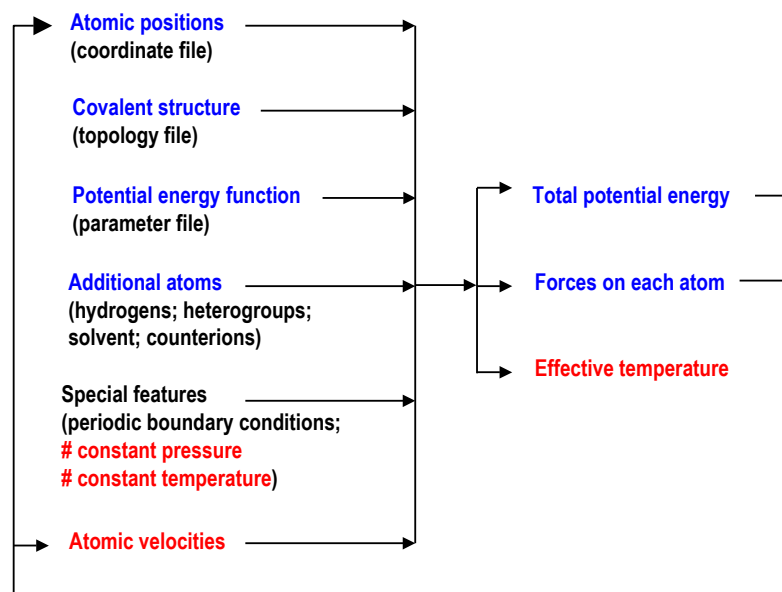 Atomic positions
(coordinate file)
Covalent structure
(topology file)
Potential energy function
(parameter file)
Additional atoms
(hydrogens; heterogroups;
solvent; counterions)
Special features
(periodic boundary conditions;
# constant pressure
# constant temperature)
Atomic velocities
Total potential energy
Forces on each atom
Effective temperature